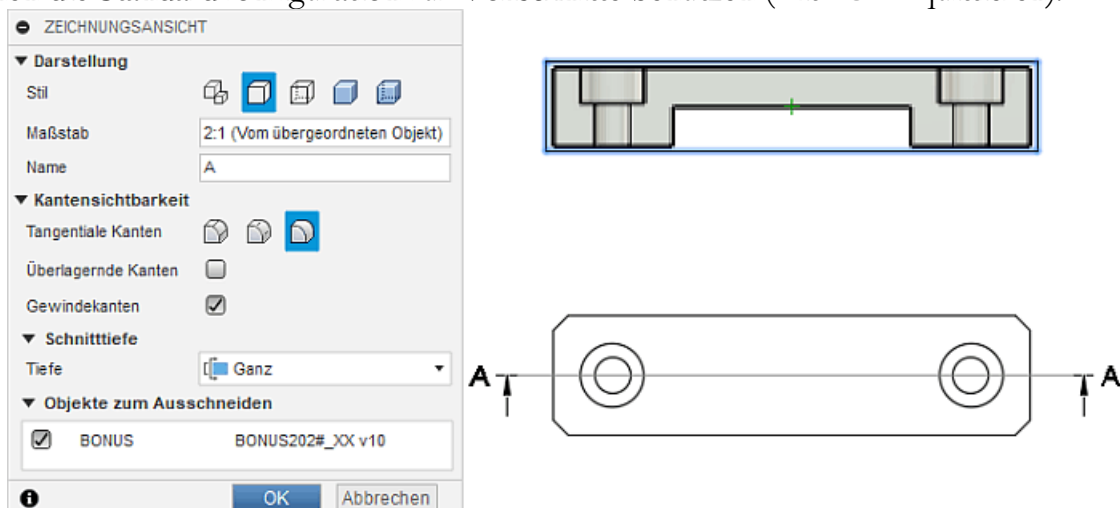 ZEICHNUNGSANSICHT
Darstellung
Stil
Maßstab 2:1 (Vom übergeordneten Objekt)
Name A
Kantensichtbarkeit
Tangentiale Kanten
Überlagernde Kanten
Gewindekanten
Schnitttiefe
Tiefe Ganz
Objekte zum Ausschneiden
BONUS BONUS202#_XX v10
OK Abbrechen
A A